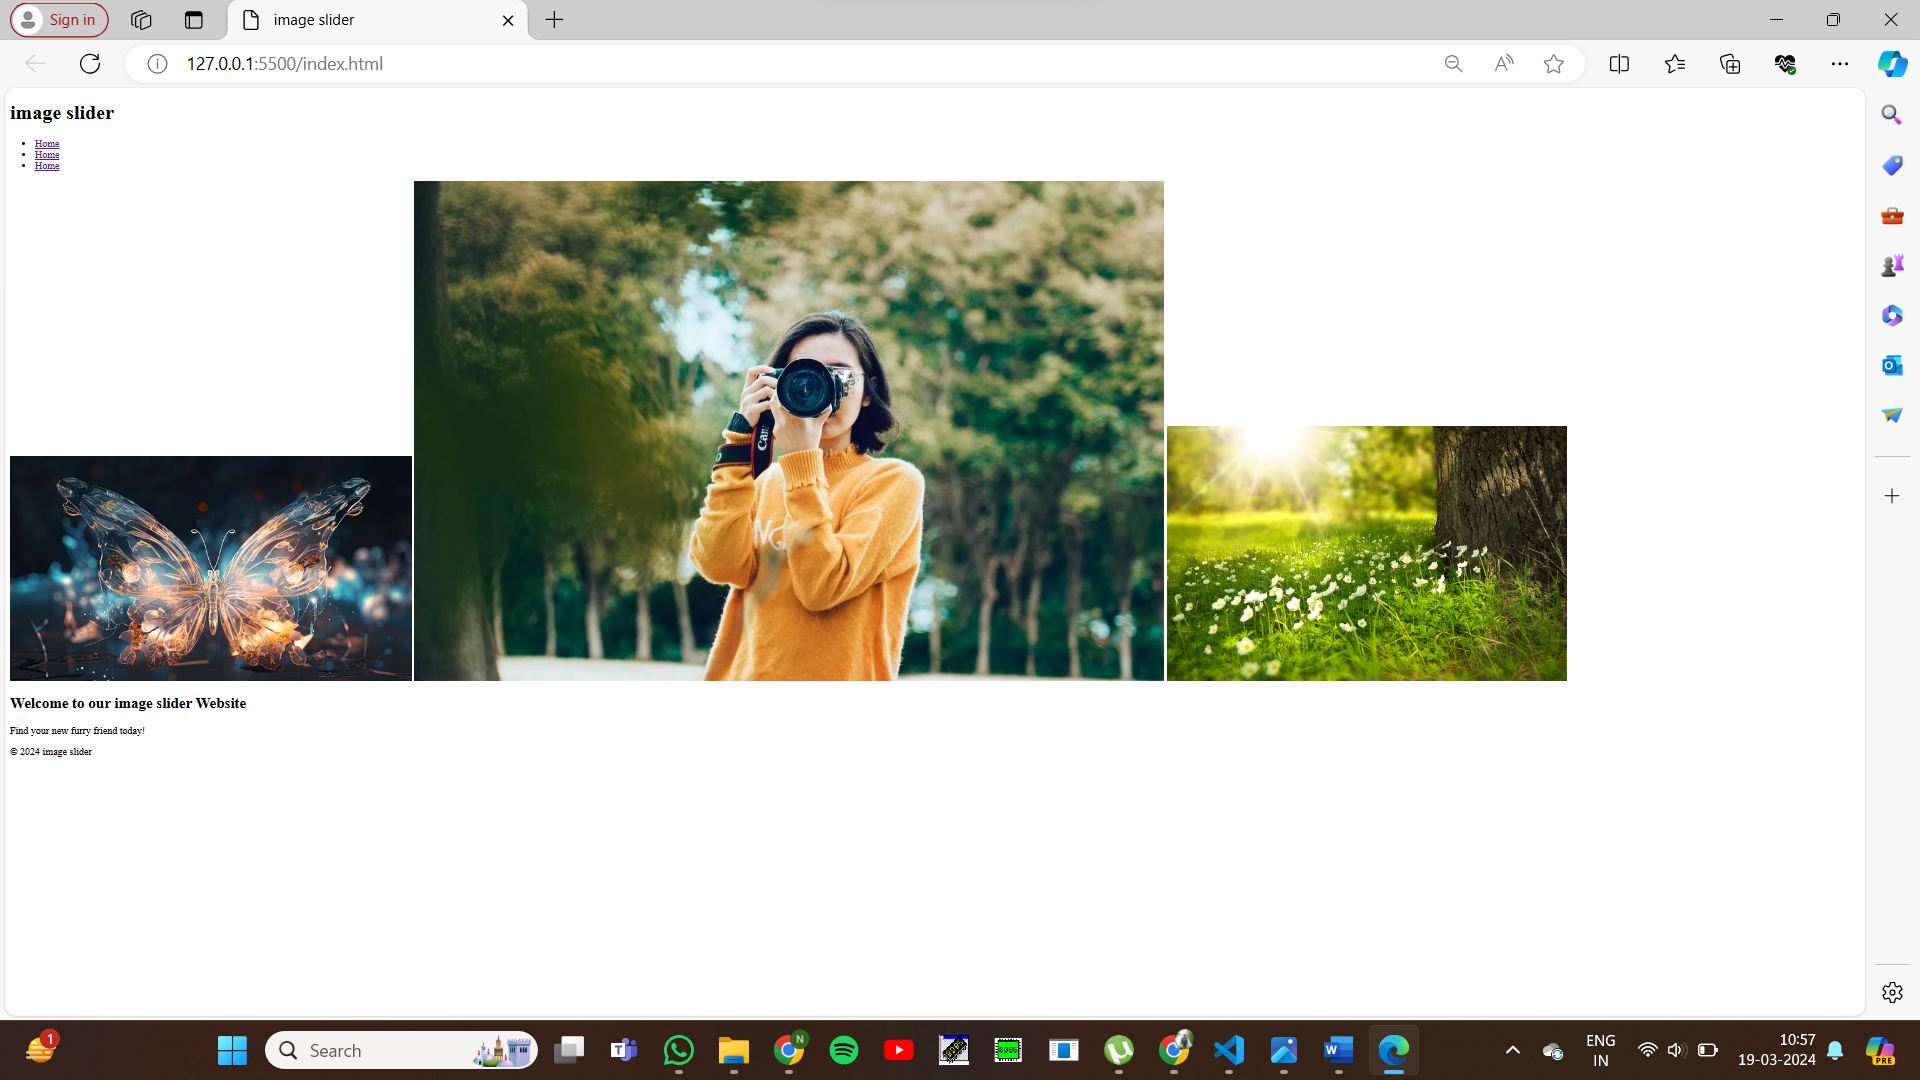 Sign in
image slider
127.0.0.1:5500/index.html
image slider
Home
Home
Home
Welcome to our image slider Website
Find your new furry friend today!
© 2024 image slider
1
Search
N
ENG
IN
10:57
19-03-2024
PRE